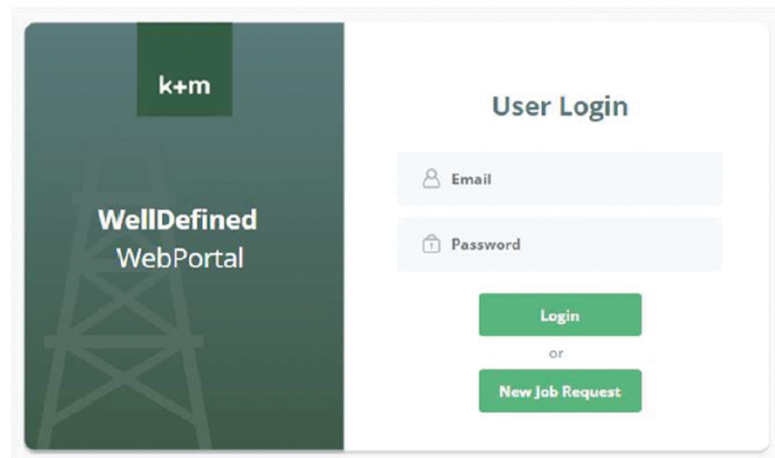 k+m
WellDefined
WebPortal
User Login
Email
Password
Login
or
New Job Request